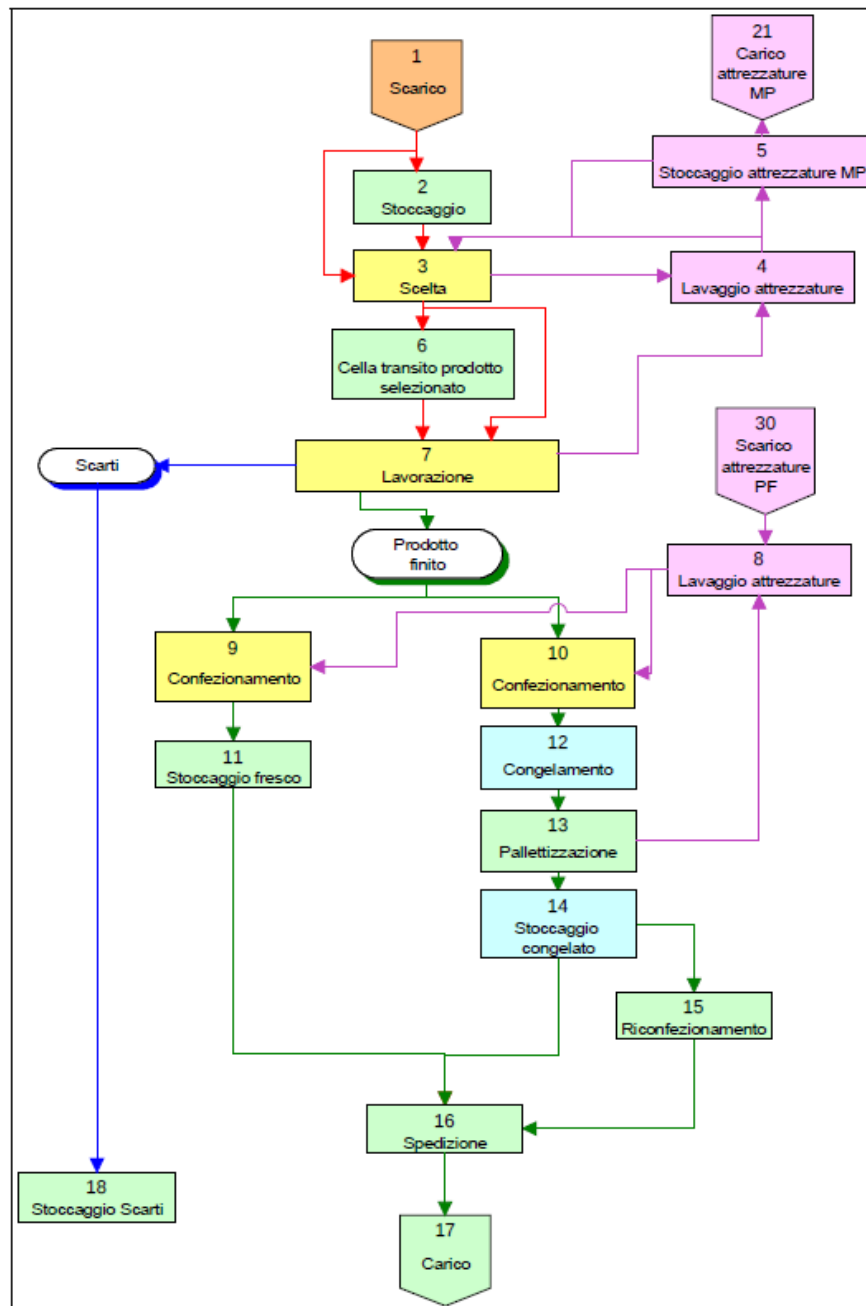 1
Scarico
21
Carico
attrezzature
MP
5
Stoccaggio attrezzature MP
2
Stoccaggio
3
Scelta
4
Lavaggio attrezzature
6
Cella transito prodotto
selezionato
30
Scarico
attrezzature
PF
7
Lavorazione
Scarti
Prodotto
finito
8
Lavaggio attrezzature
9
Confezionamento
10
Confezionamento
11
Stoccaggio fresco
12
Congelamento
13
Pallettizzazione
14
Stoccaggio
congelato
15
Riconfezionamento
16
Spedizione
18
Stoccaggio Scarti
17
Carico